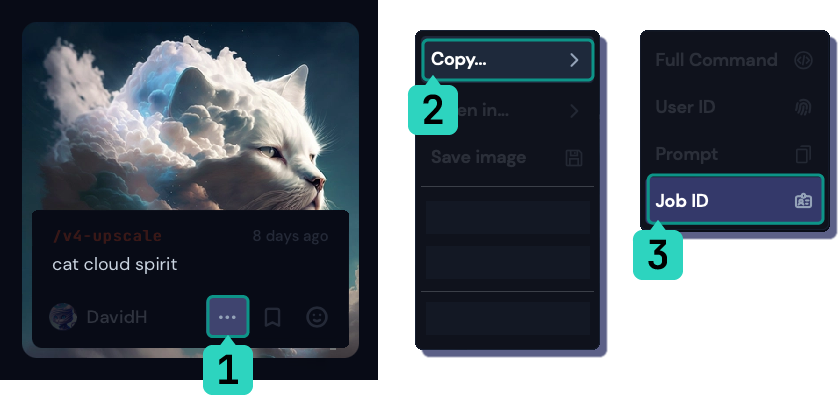 /v4-upscale
8 days ago
cat cloud spirit
DavidH
1
Copy...
2
en in...
Save image
Full Command
User ID
Prompt
Job ID
3